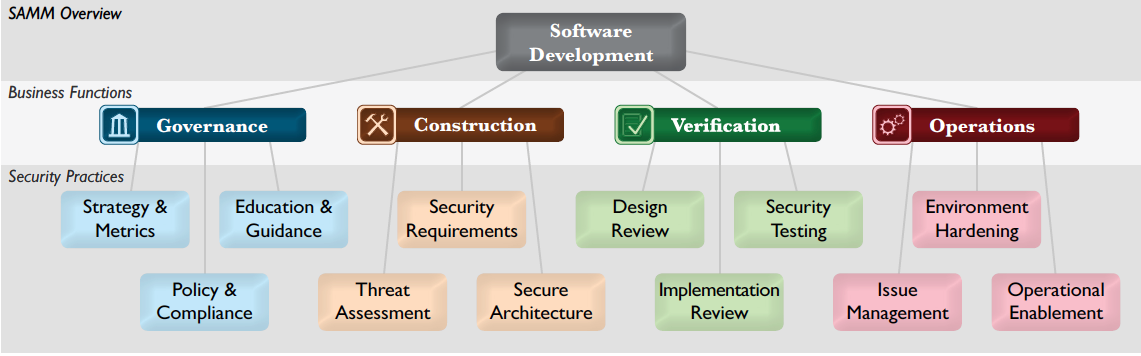 SAMM Overview
Software
Development
Business Functions
Governance
Construction
Verification
Operations
Security Practices
Strategy &
Metrics
Education &
Guidance
Security
Requirements
Design
Review
Security
Testing
Environment
Hardening
Policy &
Compliance
Threat
Assessment
Secure
Architecture
Implementation
Review
Issue
Management
Operational
Enablement